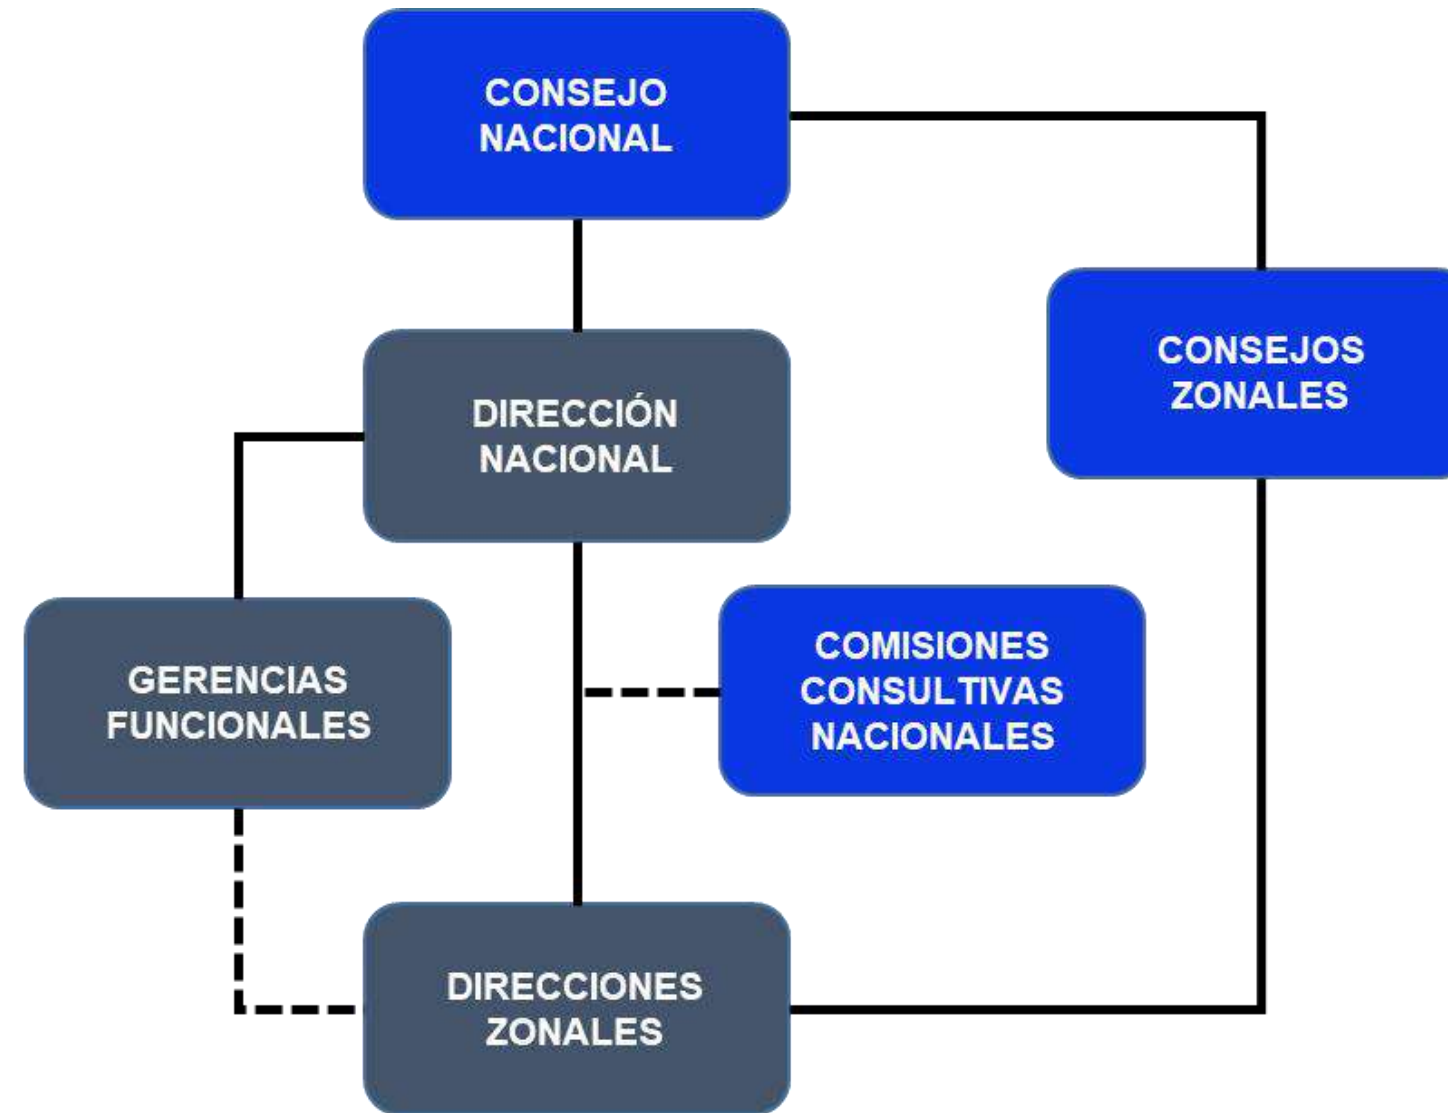 CONSEJO
NACIONAL
CONSEJOS
ZONALES
DIRECCIÓN
NACIONAL
COMISIONES
CONSULTIVAS
NACIONALES
GERENCIAS
FUNCIONALES
DIRECCIONES
ZONALES